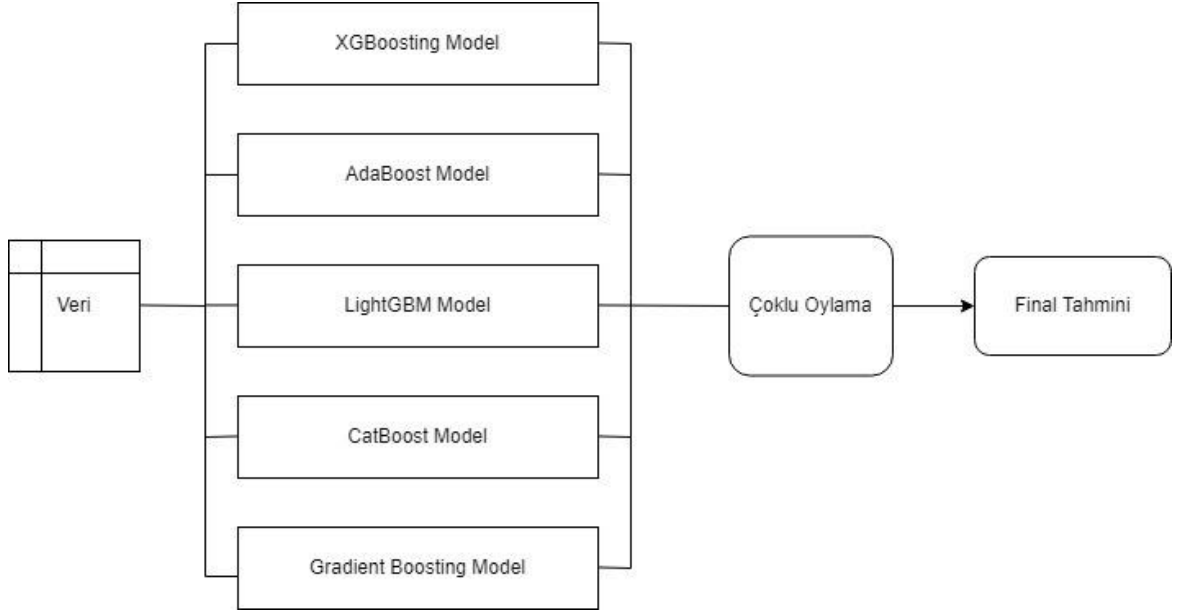 XGBoosting Model
AdaBoost Model
Veri
LightGBM Model
Çoklu Oylama
Final Tahmini
CatBoost Model
Gradient Boosting Model